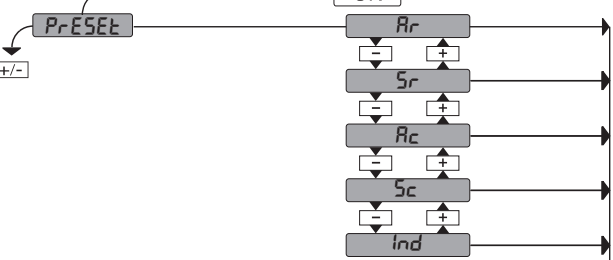 PrESEt
Ar
+/-
- +
Sr
- +
Ac
- +
Sc
- +
Ind